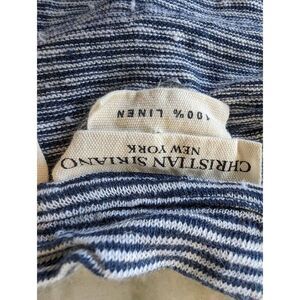 CHRISTIAN SIRIANO
NEW YORK
100% LINEN